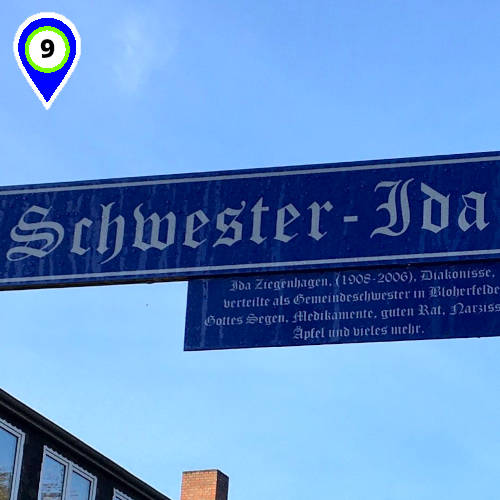 9
Schwester-Ida
Ida Ziegenhagen, (1908-2006), Diakonisse,
verteilte als Gemeindeschwester in Bloherfelde
Gottes Segen, Medikamente, guten Rat, Narziss
Äpfel und vieles mehr.